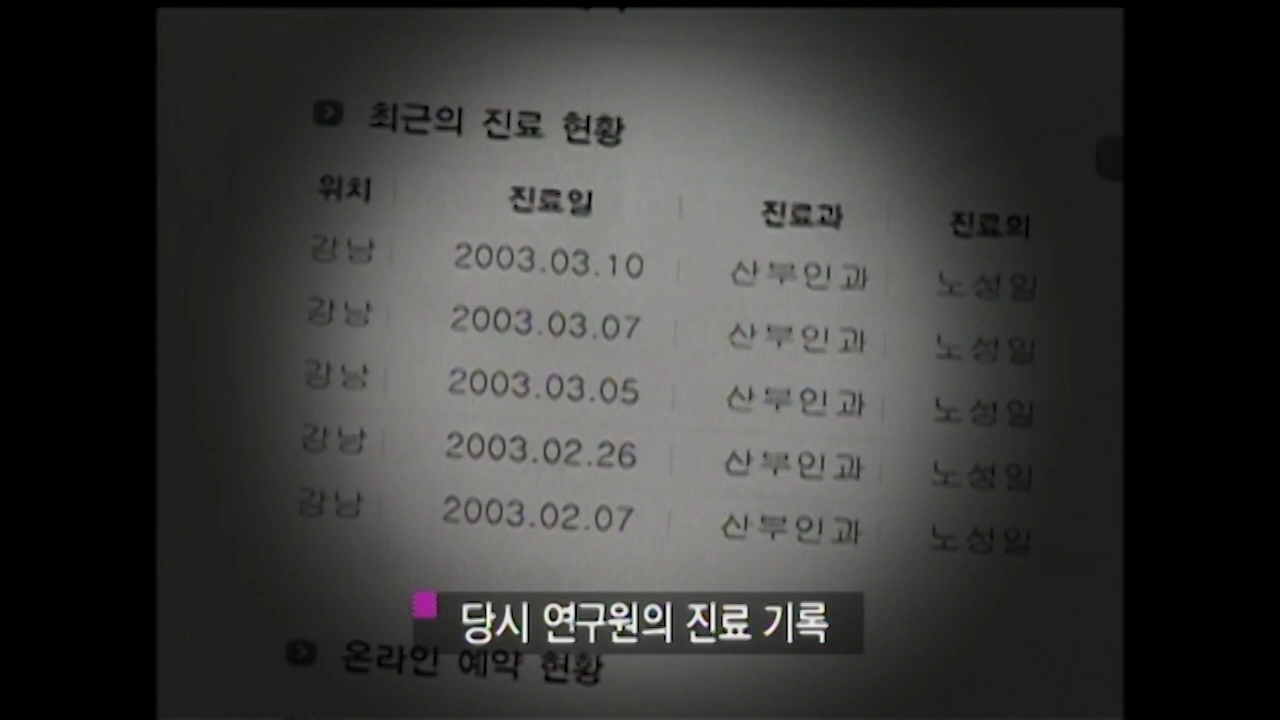 최근의 진료 현황
위치 진료일 진료과 진료의
강남 2003.03.10 산부인과 노성일
강남 2003.03.07 산부인과 노성일
강남 2003.03.05 산부인과 노성일
강남 2003.02.26 산부인과 노성일
강남 2003.02.07 산부인과 노성일
당시 연구원의 진료 기록
온라인 예약 현황